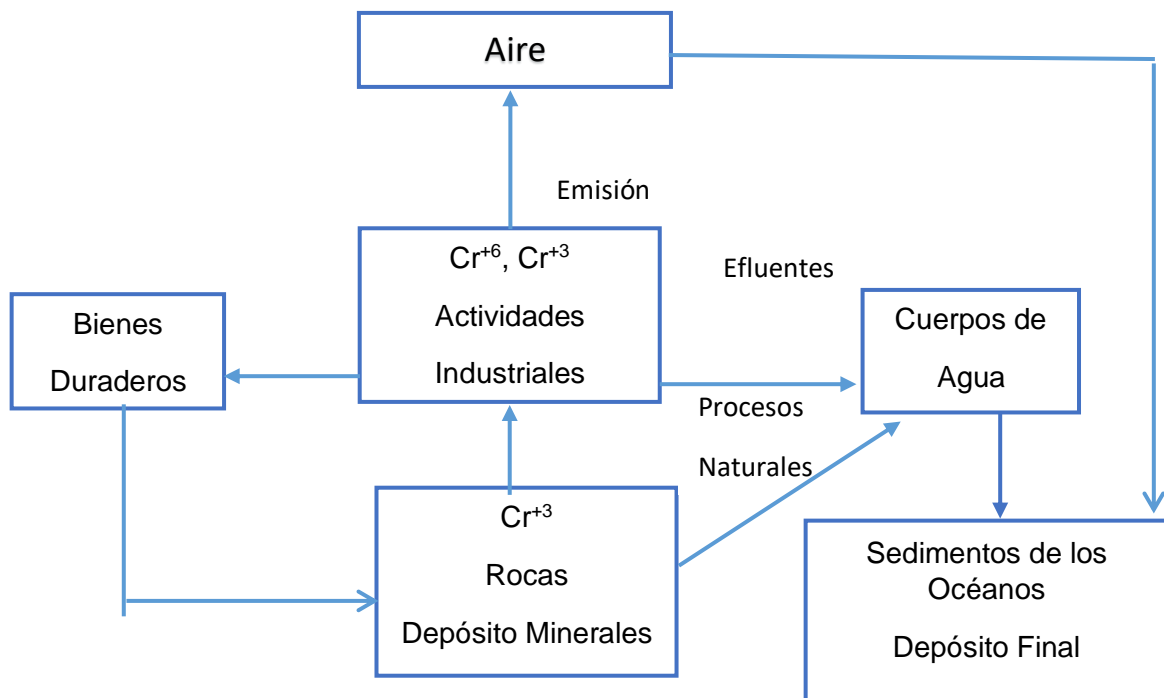 Aire
Emisión
Cr+6, Cr+3
Actividades
Industriales
Efluentes
Bienes
Duraderos
Cuerpos de
Agua
Procesos
Naturales
Cr+3
Rocas
Depósito Minerales
Sedimentos de los
Océanos
Depósito Final